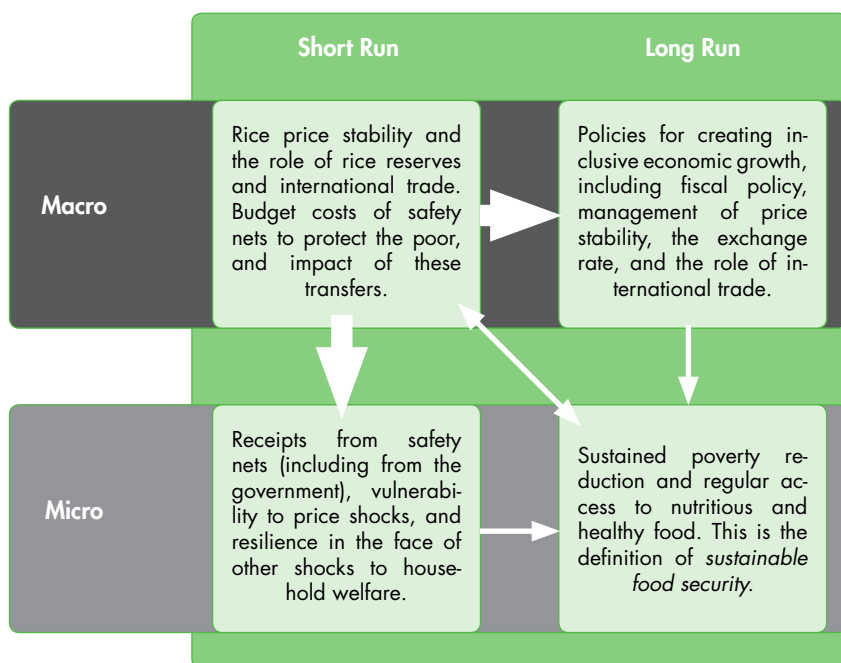 Short Run
Long Run
Macro
Rice price stability and
the role of rice reserves
and international trade.
Budget costs of safety
nets to protect the poor,
and impact of these
transfers.
Policies for creating in-
clusive economic growth,
including fiscal policy,
management of price
stability, the exchange
rate, and the role of in-
ternational trade.
Micro
Receipts from safety
nets (including from the
government), vulnerabi-
lity to price shocks, and
resilience in the face of
other shocks to house-
hold welfare.
Sustained poverty re-
duction and regular ac-
cess to nutritious and
healthy food. This is the
definition of sustainable
food security.